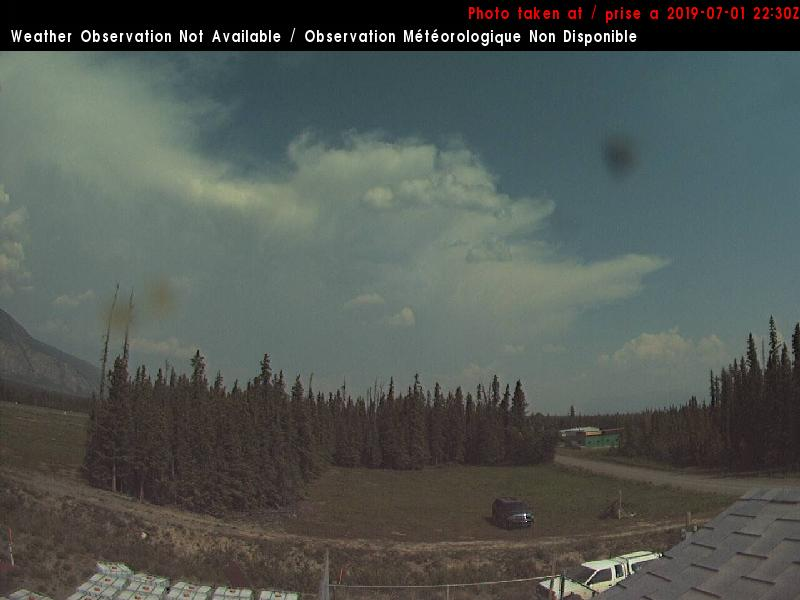 Photo taken at / prise a 2019-07-01 22:30Z
Weather Observation Not Available / Observation Météorologique Non Disponible